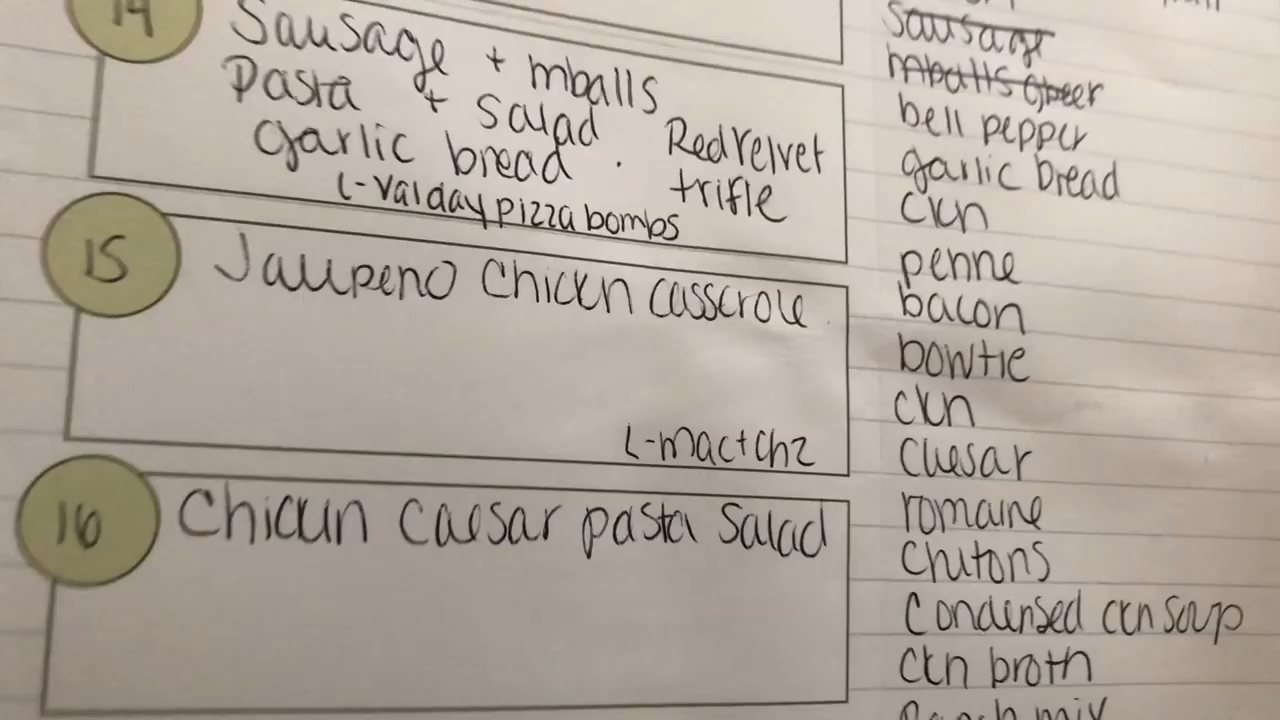 14
Sausage + mballs
Pasta + Salad
garlic bread . Redvelvet
trifle
L-Valday pizza bombs
15
Jalapeno Chicken Casserole
L-mac+chz
16
Chicken Caesar pasta Salad
sausage
mballs
bell pepper
garlic bread
ckn
penne
bacon
bowtie
ckn
caesar
romaine
crutons
Condensed ckn soup
ckn broth
Ranch mix